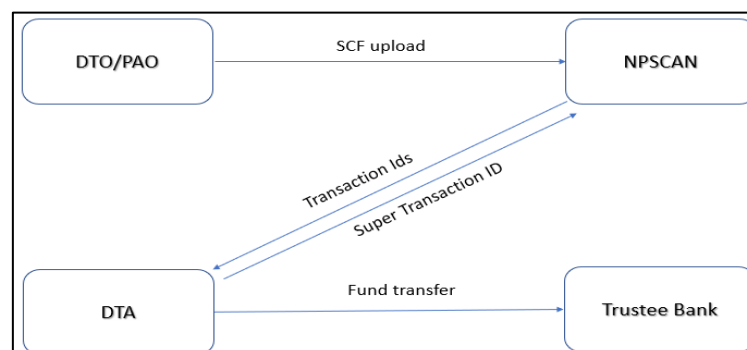 SCF upload
DTO/PAO
NPSCAN
Transaction Ids
Super Transaction ID
Fund transfer
DTA
Trustee Bank